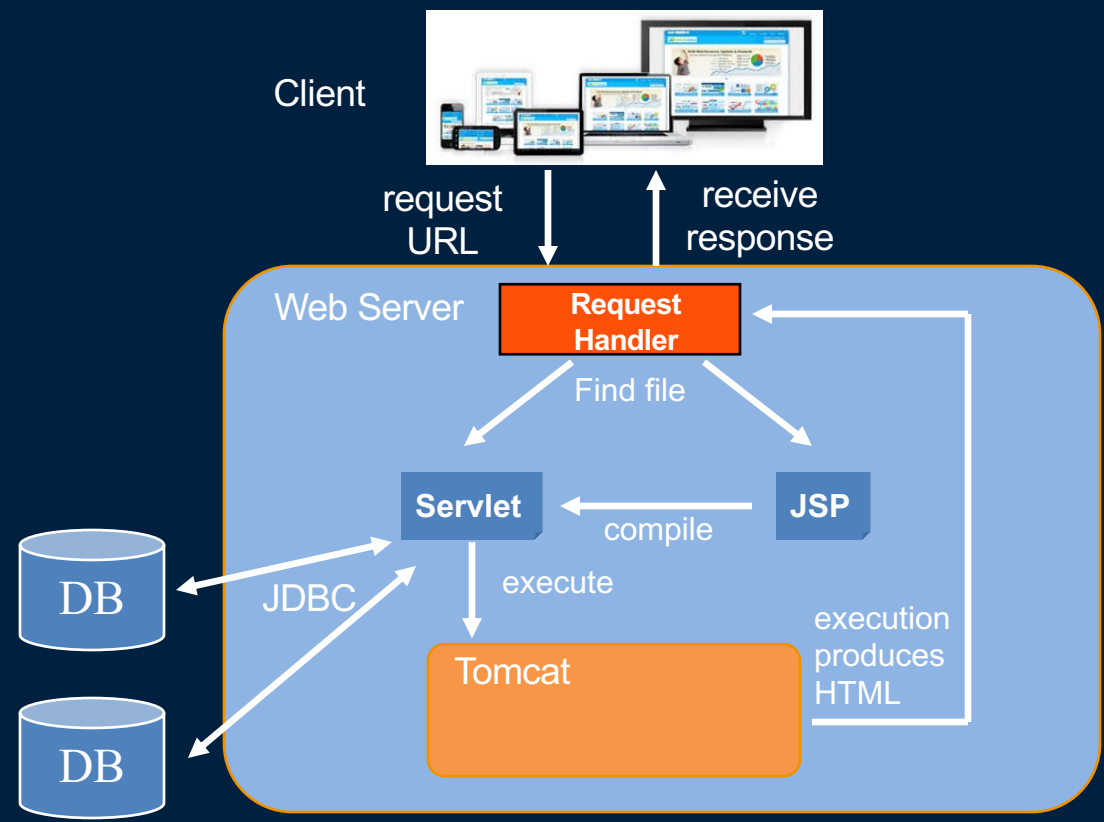 Client
request
URL
receive
response
Web Server
Request
Handler
Find file
Servlet
compile
JSP
DB
JDBC
execute
execution
produces
HTML
Tomcat
DB